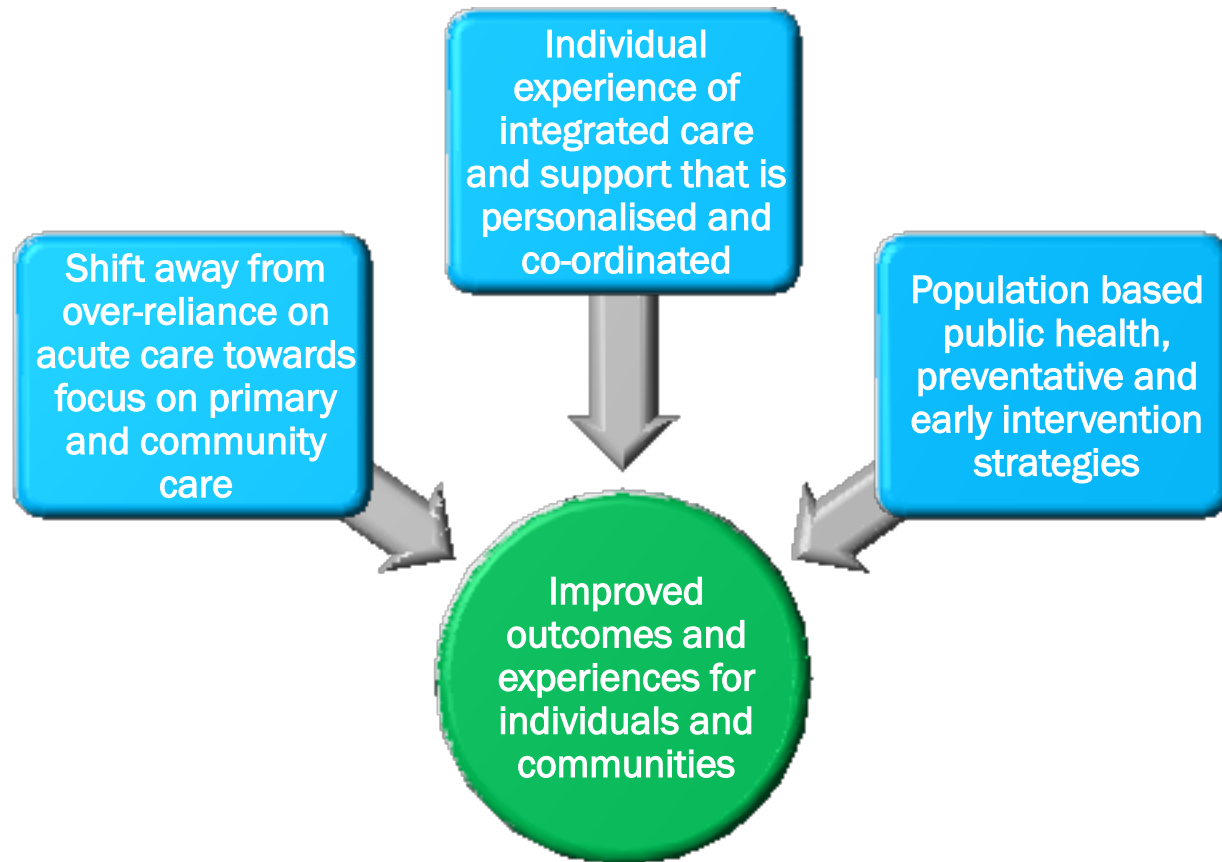 Individual
experience of
integrated care
and support that is
personalised and
co-ordinated
Shift away from
over-reliance on
acute care towards
focus on primary
and community
care
Population based
public health,
preventative and
early intervention
strategies
Improved
outcomes and
experiences for
individuals and
communities